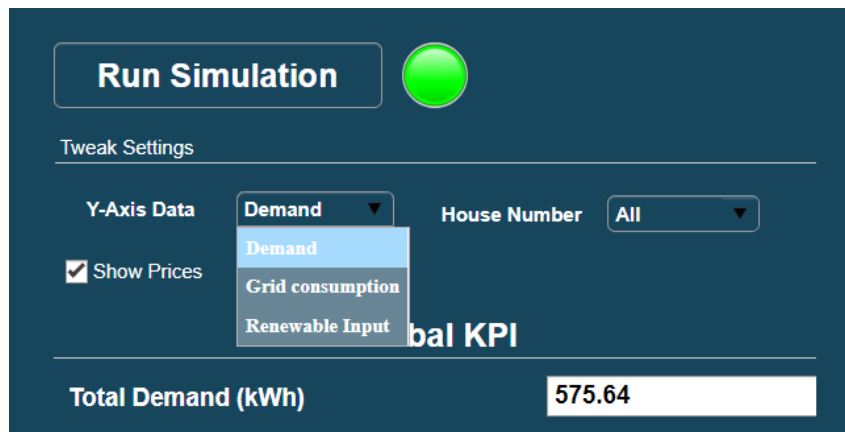 Run Simulation
Tweak Settings
Y-Axis Data Demand House Number All
Demand
Show Prices
Grid consumption
Renewable Input
bal KPI
Total Demand (kWh) 575.64